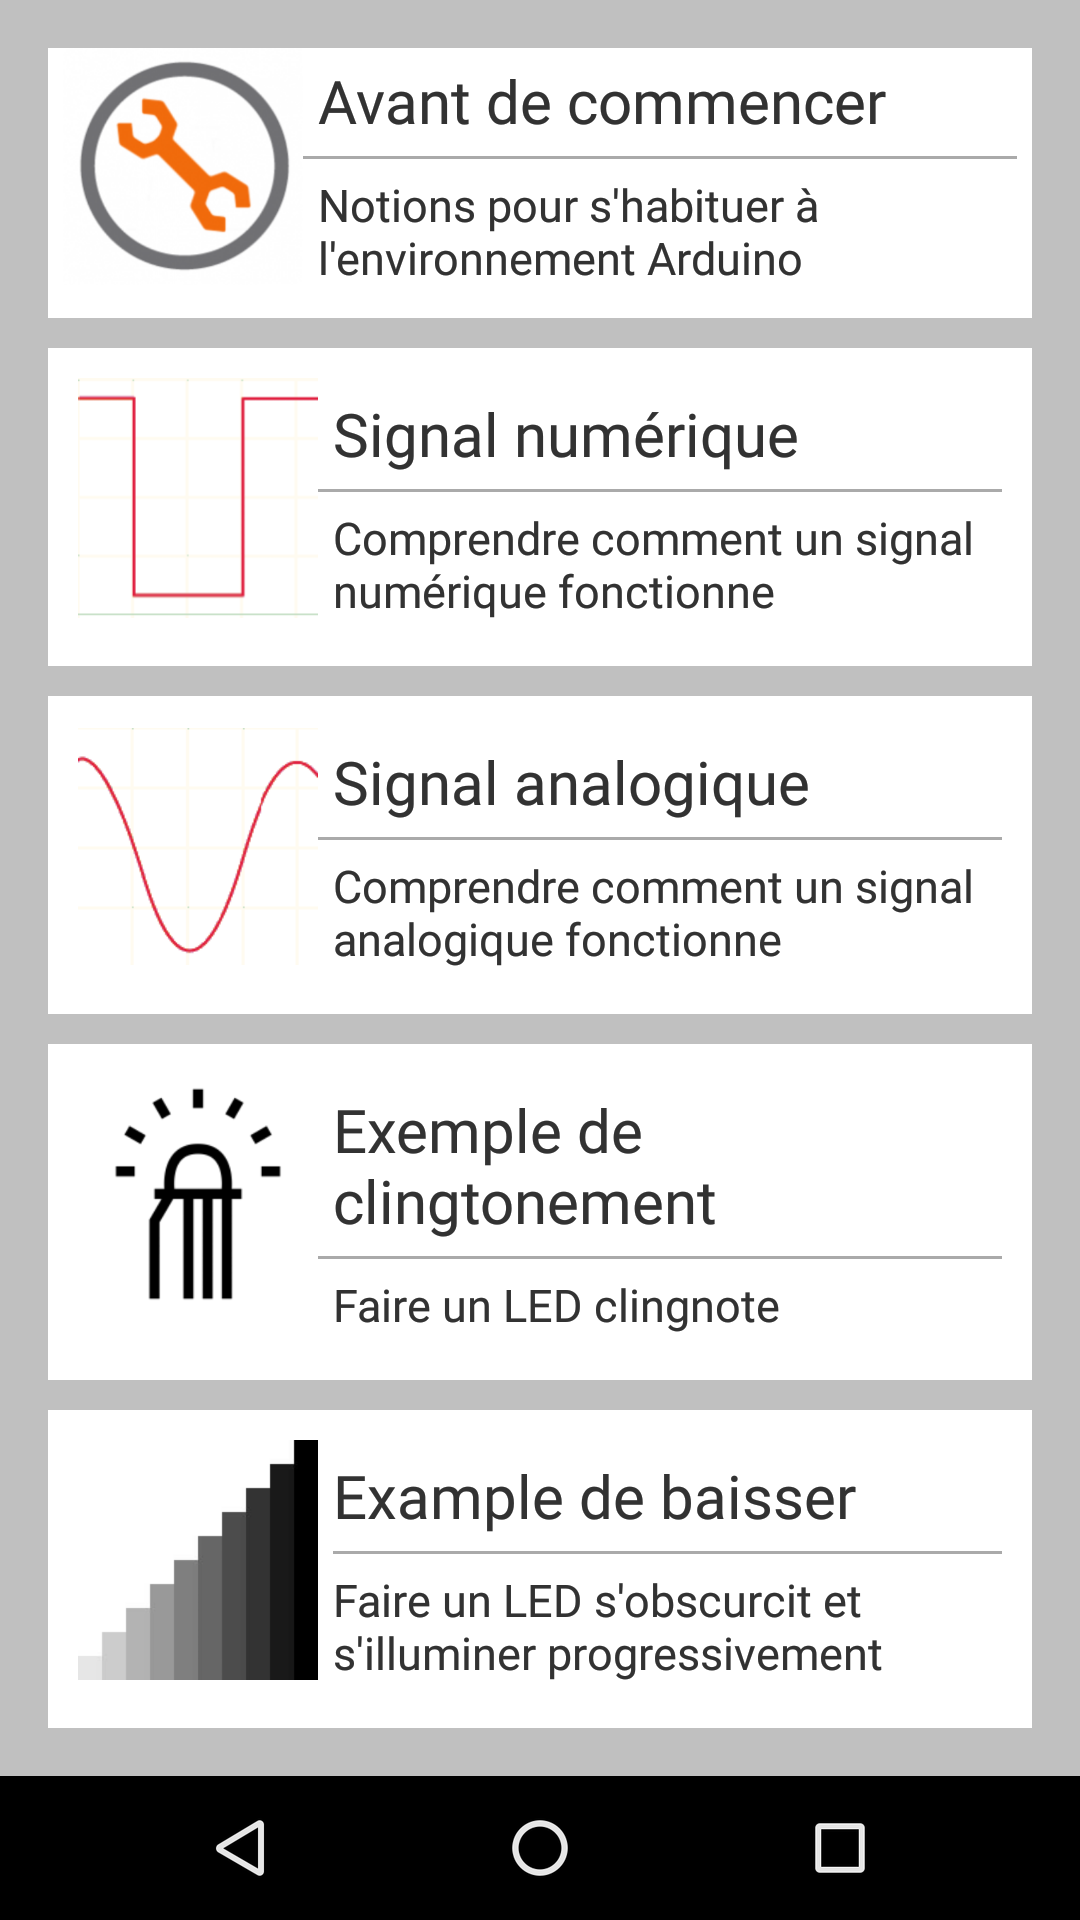 Avant de commencer
Notions pour s'habituer à
l'environnement Arduino
Signal numérique
Comprendre comment un signal
numérique fonctionne
Signal analogique
Comprendre comment un signal
analogique fonctionne
Exemple de
clingtonement
Faire un LED clingnote
Example de baisser
Faire un LED s'obscurcit et
s'illuminer progressivement